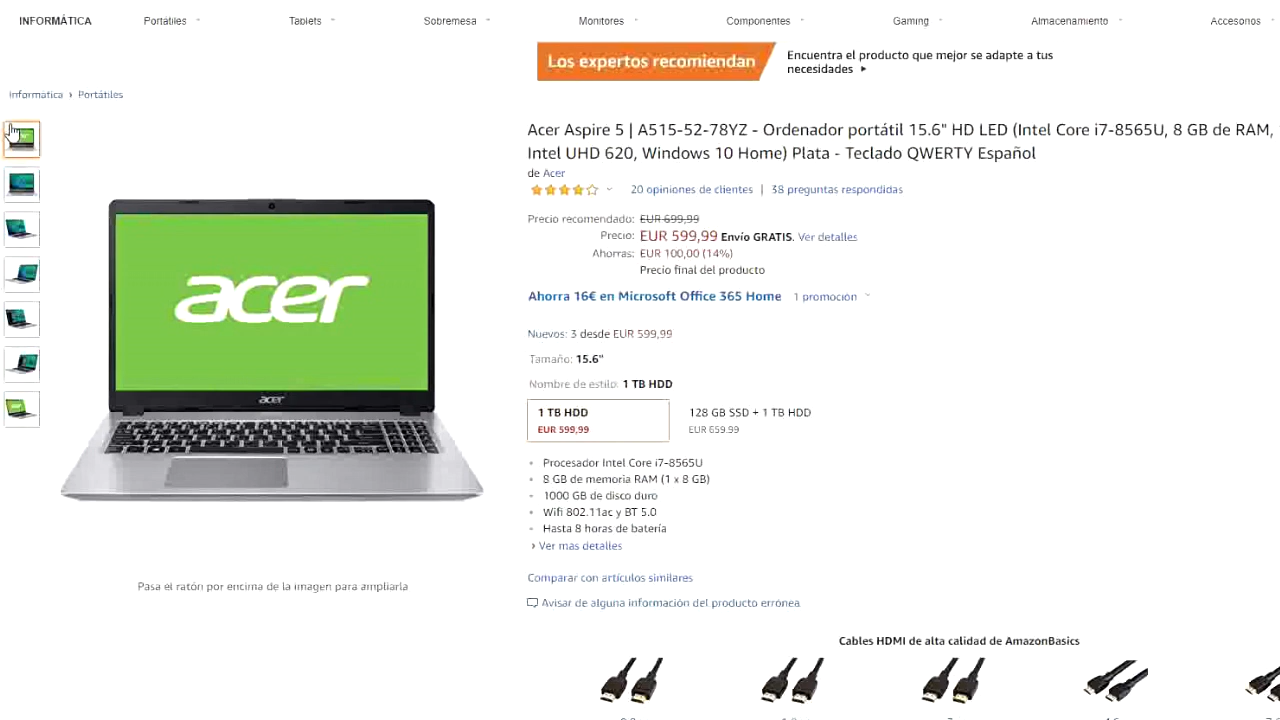 INFORMÁTICA Portátiles Tablets Sobremesa Monitores Componentes Gaming Almacenamiento Accesorios
Los expertos recomiendan
Encuentra el producto que mejor se adapte a tus
necesidades
Informática › Portátiles
Acer Aspire 5 | A515-52-78YZ - Ordenador portátil 15.6" HD LED (Intel Core i7-8565U, 8 GB de RAM,
Intel UHD 620, Windows 10 Home) Plata - Teclado QWERTY Español
de Acer
20 opiniones de clientes | 38 preguntas respondidas
Precio recomendado: EUR 699,99
Precio: EUR 599,99 Envío GRATIS. Ver detalles
Ahorras: EUR 100,00 (14%)
Precio final del producto
Ahorra 16€ en Microsoft Office 365 Home 1 promoción
Nuevos: 3 desde EUR 599,99
Tamaño: 15.6"
Nombre de estilo: 1 TB HDD
1 TB HDD
EUR 599,99
128 GB SSD + 1 TB HDD
EUR 659,99
Procesador Intel Core i7-8565U
8 GB de memoria RAM (1 x 8 GB)
1000 GB de disco duro
Wifi 802.11ac y BT 5.0
Hasta 8 horas de batería
› Ver más detalles
Comparar con artículos similares
Avisar de alguna información del producto errónea
acer
acer
Pasa el ratón por encima de la imagen para ampliarla
Cables HDMI de alta calidad de AmazonBasics